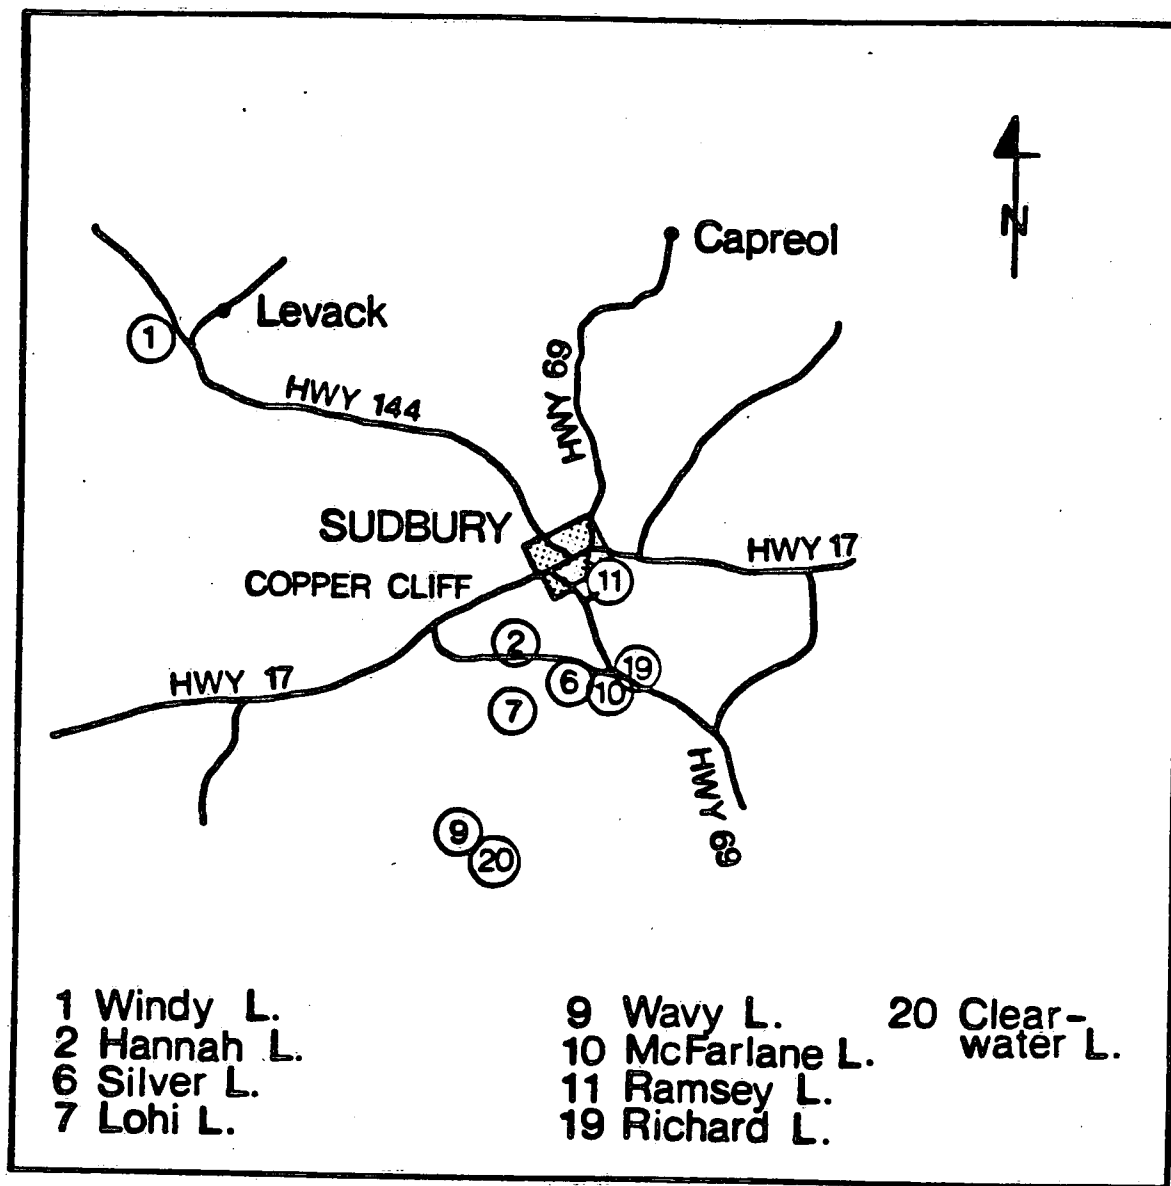 N
Capreol
Levack
1
HWY 69
HWY 144
SUDBURY
HWY 17
COPPER CLIFF
11
2
19
6
10
HWY 17
7
HWY 69
9
20
1 Windy L.
2 Hannah L.
6 Silver L.
7 Lohi L.
9 Wavy L.
10 McFarlane L.
11 Ramsey L.
19 Richard L.
20 Clear-
water L.